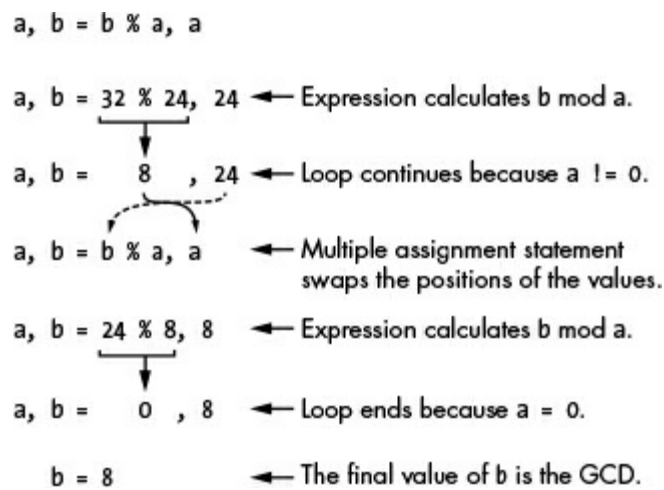 a, b = b % a, a
a, b = 32 % 24, 24 Expression calculates b mod a.
a, b = 8 , 24 Loop continues because a != 0.
a, b = b % a, a Multiple assignment statement
swaps the positions of the values.
a, b = 24 % 8, 8 Expression calculates b mod a.
a, b = 0 , 8 Loop ends because a = 0.
b = 8 The final value of b is the GCD.